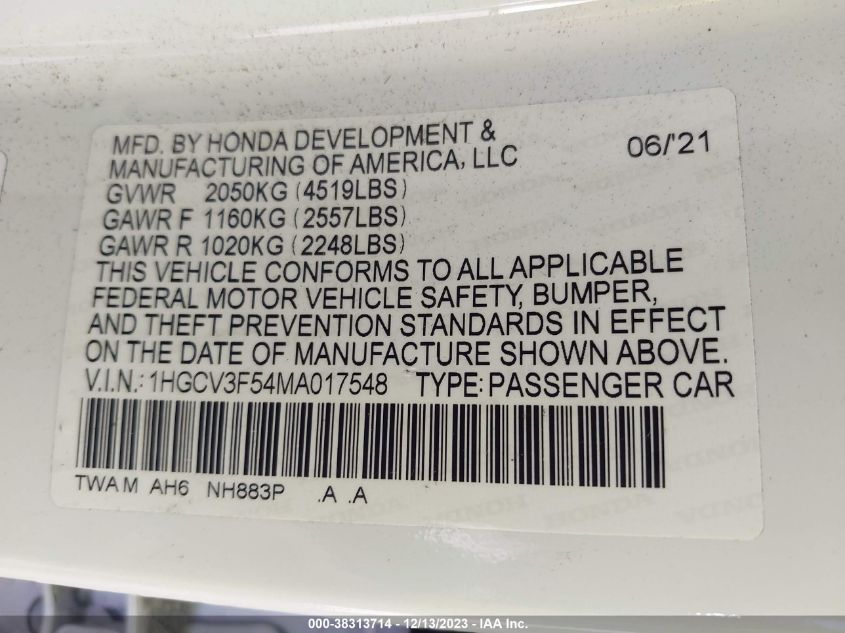 MFD. BY HONDA DEVELOPMENT & 06/'21
MANUFACTURING OF AMERICA, LLC
GVWR 2050KG (4519LBS)
GAWR F 1160KG (2557LBS)
GAWR R 1020KG (2248LBS)
THIS VEHICLE CONFORMS TO ALL APPLICABLE
FEDERAL MOTOR VEHICLE SAFETY, BUMPER,
AND THEFT PREVENTION STANDARDS IN EFFECT
ON THE DATE OF MANUFACTURE SHOWN ABOVE.
V.I.N.: 1HGCV3F54MA017548 TYPE: PASSENGER CAR
TWA M AH6 NH883P .A .A
HONDA HONDA
000-38313714 - 12/13/2023 - IAA Inc.